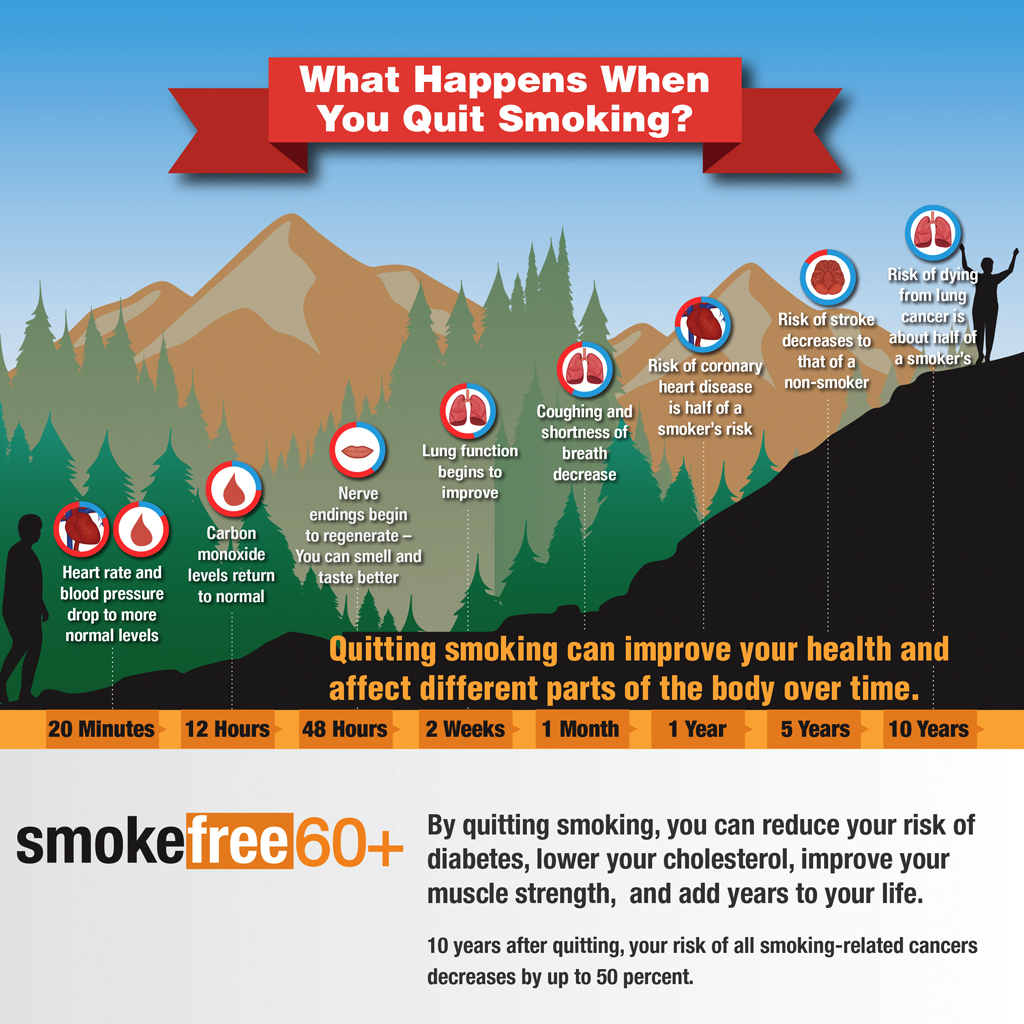 What Happens When
You Quit Smoking?
Heart rate and
blood pressure
drop to more
normal levels
Carbon
monoxide
levels return
to normal
Nerve
endings begin
to regenerate –
You can smell and
taste better
Lung function
begins to
improve
Coughing and
shortness of
breath
decrease
Risk of coronary
heart disease
is half of a
smoker's risk
Risk of stroke
decreases to
that of a
non-smoker
Risk of dying
from lung
cancer is
about half of
a smoker's
Quitting smoking can improve your health and
affect different parts of the body over time.
20 Minutes
12 Hours
48 Hours
2 Weeks
1 Month
1 Year
5 Years
10 Years
smokefree60+
By quitting smoking, you can reduce your risk of
diabetes, lower your cholesterol, improve your
muscle strength, and add years to your life.
10 years after quitting, your risk of all smoking-related cancers
decreases by up to 50 percent.